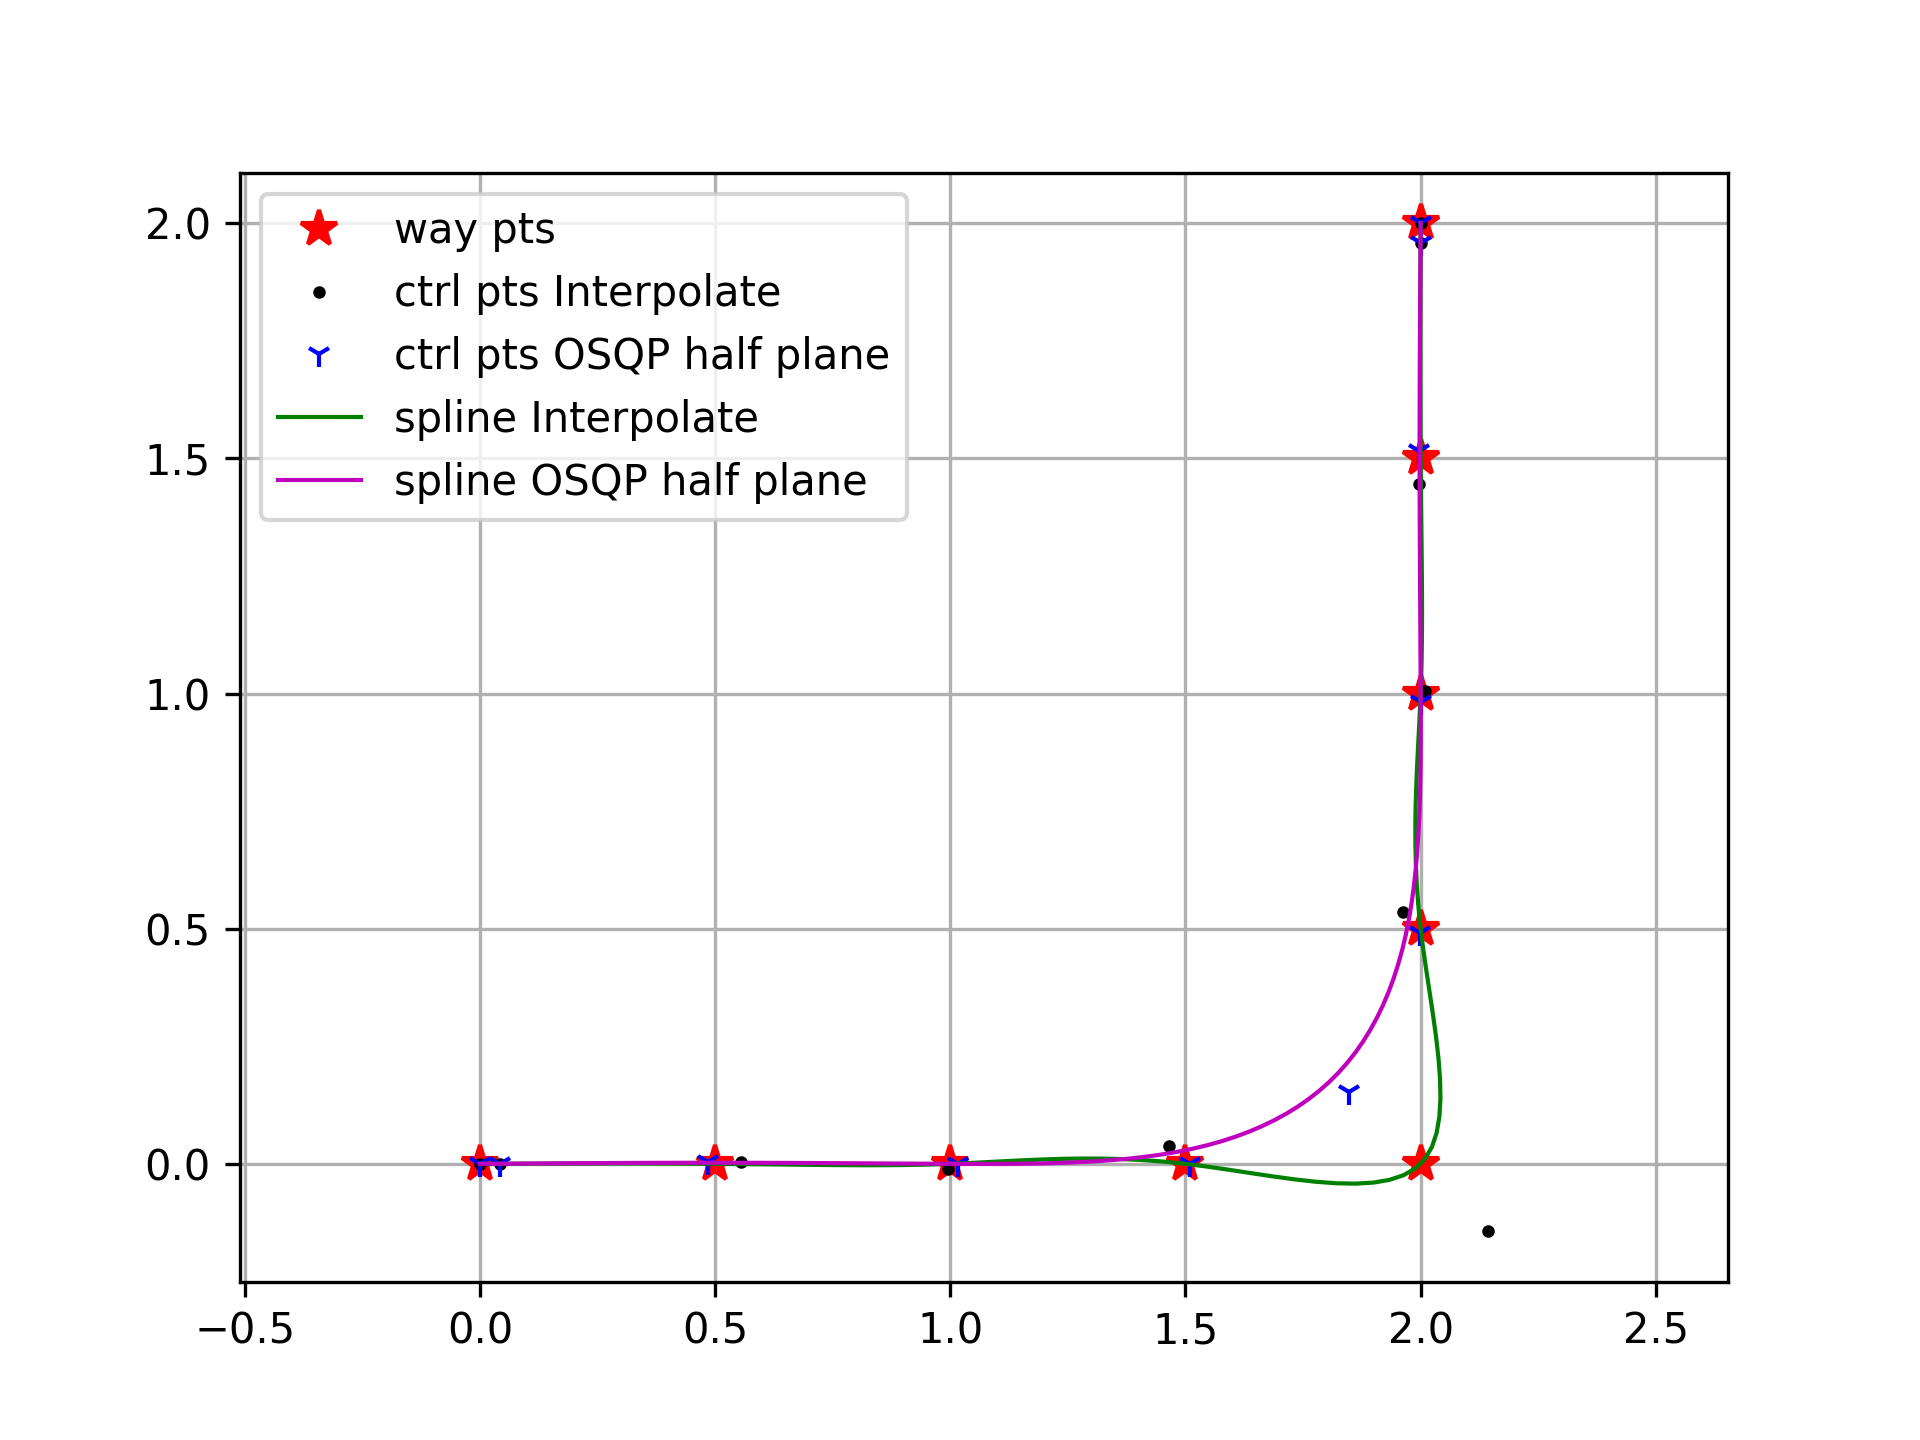 way pts
ctrl pts Interpolate
ctrl pts OSQP half plane
spline Interpolate
spline OSQP half plane
2.0
1.5
1.0
0.5
0.0
−0.5 0.0 0.5 1.0 1.5 2.0 2.5